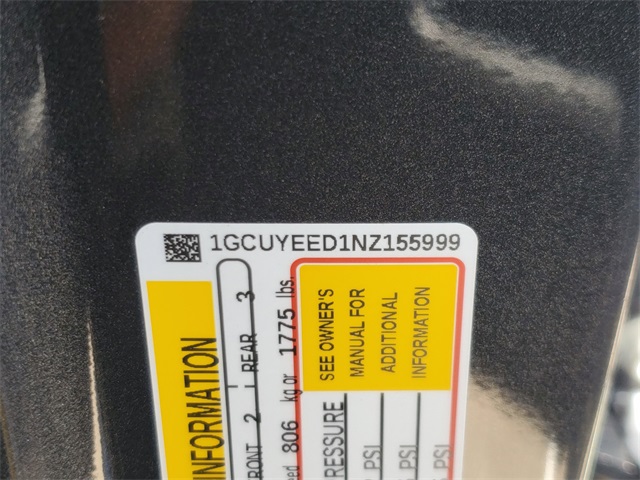 1GCUYEED1NZ155999
INFORMATION
FRONT 2 REAR 3
806 kg or 1775 lbs.
SEE OWNER'S
MANUAL FOR
ADDITIONAL
INFORMATION
PSI
PSI
PSI